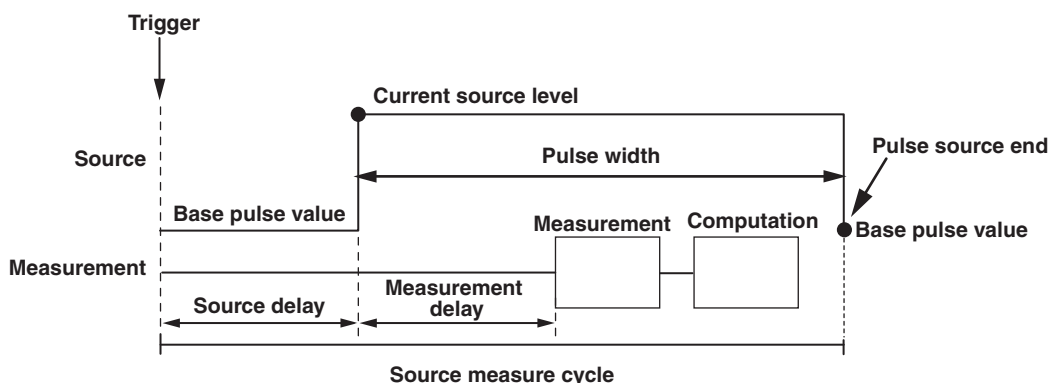 Trigger
Current source level
Source
Pulse width
Pulse source end
Base pulse value
Measurement
Computation
Base pulse value
Measurement
Source delay
Measurement
delay
Source measure cycle